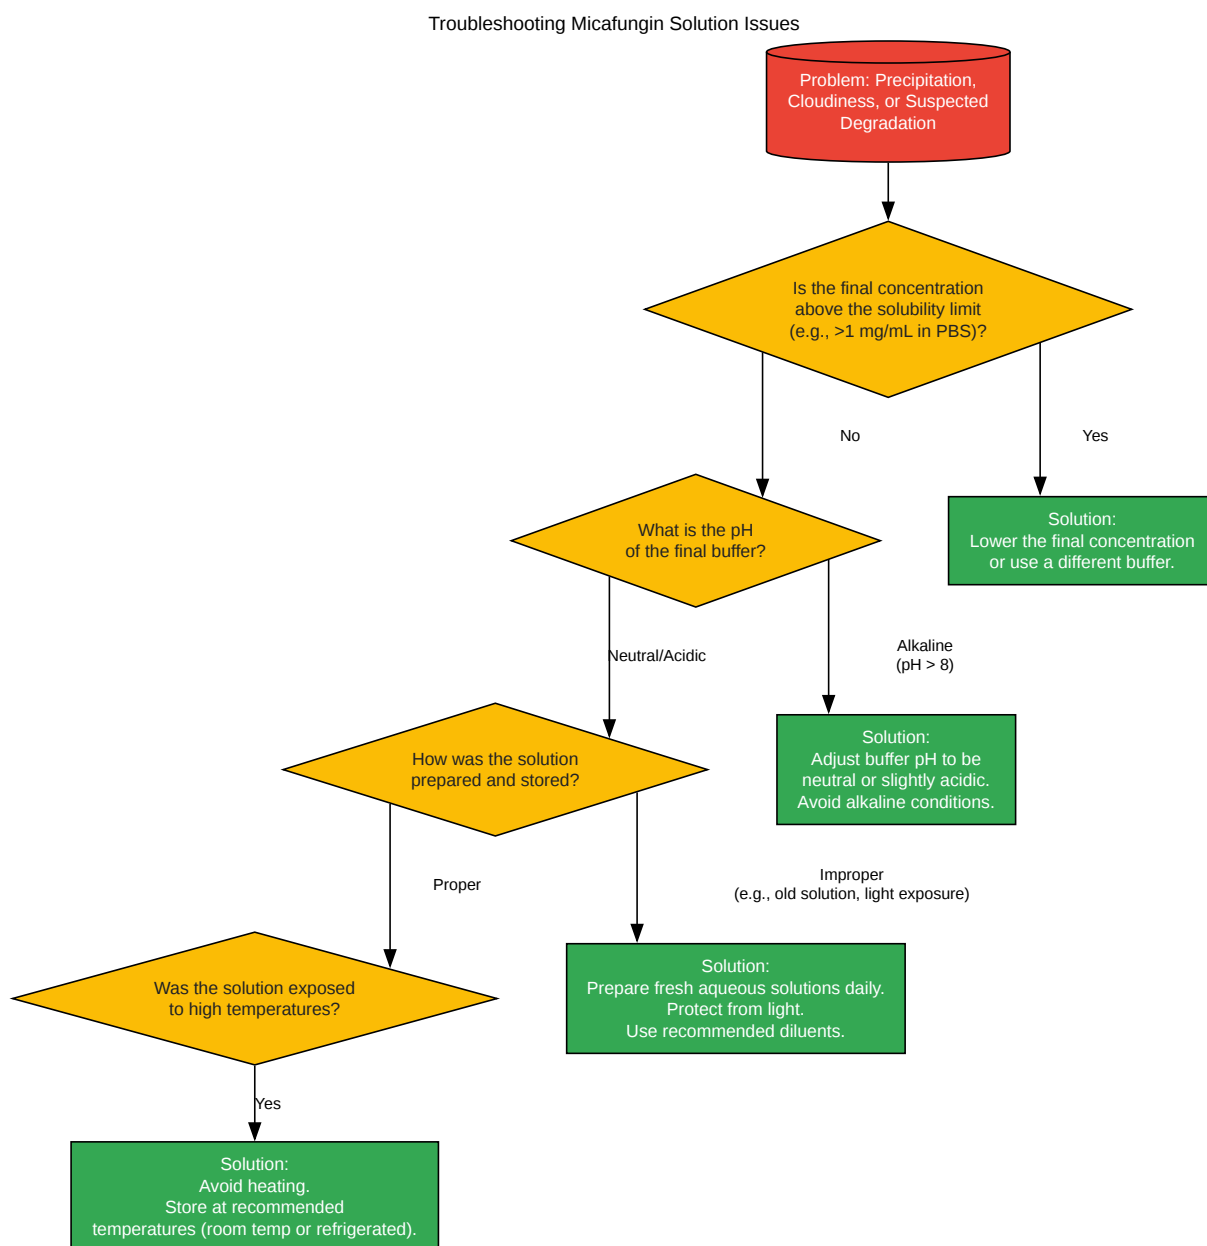 Troubleshooting Micafungin Solution Issues
Problem: Precipitation,
Cloudiness, or Suspected
Degradation
Is the final concentration
above the solubility limit
(e.g., >1 mg/mL in PBS)?
No
Yes
What is the pH
of the final buffer?
Solution:
Lower the final concentration
or use a different buffer.
Neutral/Acidic
Alkaline
(pH > 8)
How was the solution
prepared and stored?
Solution:
Adjust buffer pH to be
neutral or slightly acidic.
Avoid alkaline conditions.
Proper
Improper
(e.g., old solution, light exposure)
Was the solution exposed
to high temperatures?
Solution:
Prepare fresh aqueous solutions daily.
Protect from light.
Use recommended diluents.
Yes
Solution:
Avoid heating.
Store at recommended
temperatures (room temp or refrigerated).